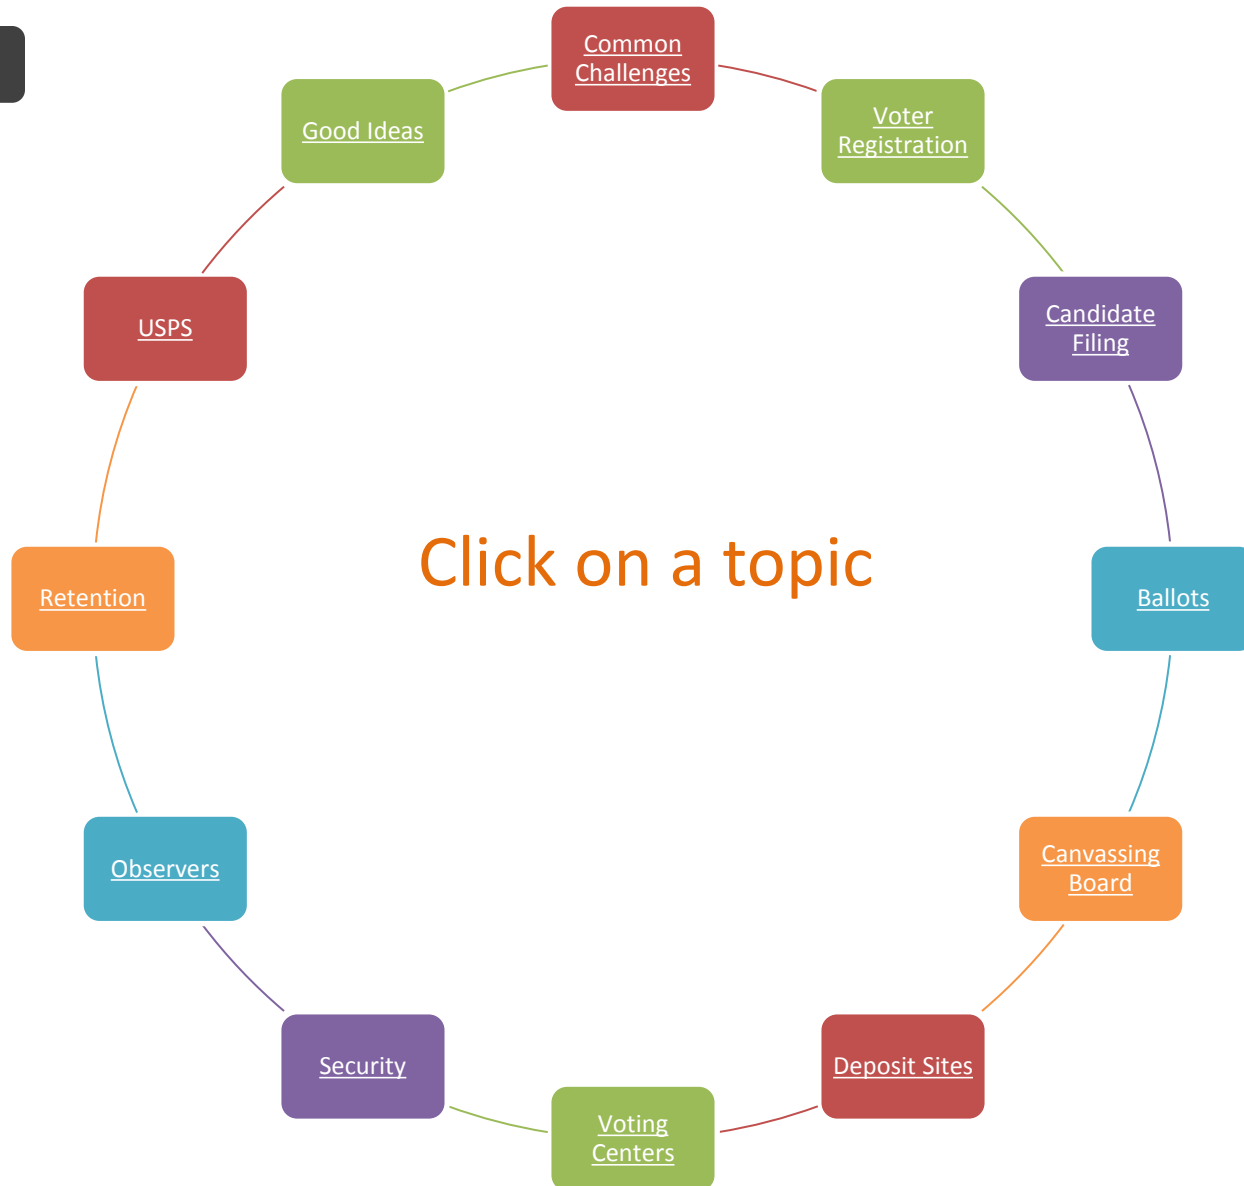 Common
Challenges
Voter
Registration
Candidate
Filing
Ballots
Canvassing
Board
Deposit Sites
Voting
Centers
Security
Observers
Retention
USPS
Good Ideas
Click on a topic